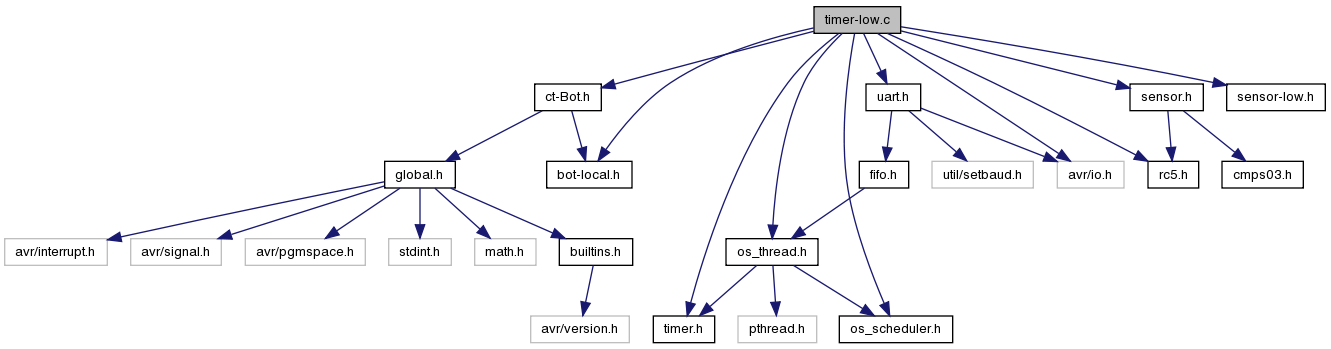 timer-low.c
ct-Bot.h
uart.h
sensor.h
sensor-low.h
global.h
bot-local.h
fifo.h
util/setbaud.h
avr/io.h
rc5.h
cmps03.h
avr/interrupt.h
avr/signal.h
avr/pgmspace.h
stdint.h
math.h
builtins.h
os_thread.h
avr/version.h
timer.h
pthread.h
os_scheduler.h